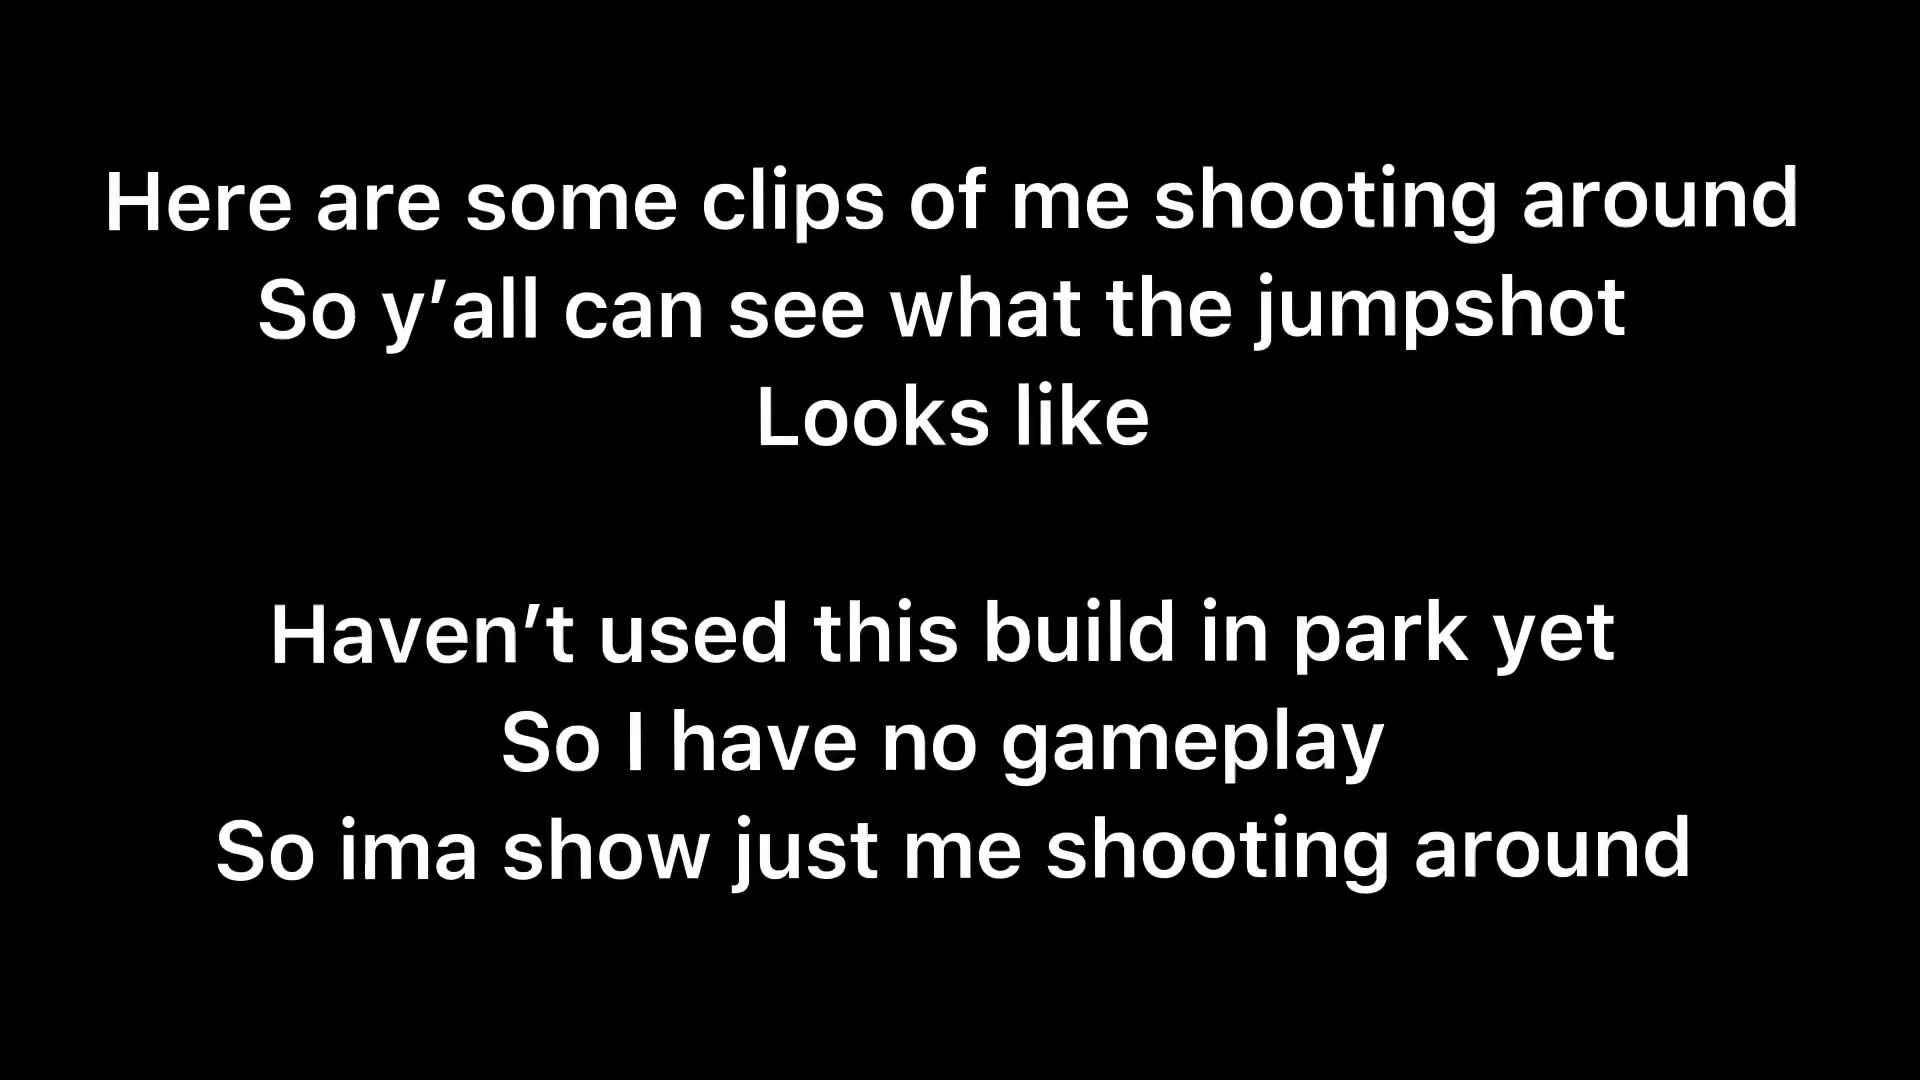 Here are some clips of me shooting around
So y’all can see what the jumpshot
Looks like
Haven’t used this build in park yet
So I have no gameplay
So ima show just me shooting around